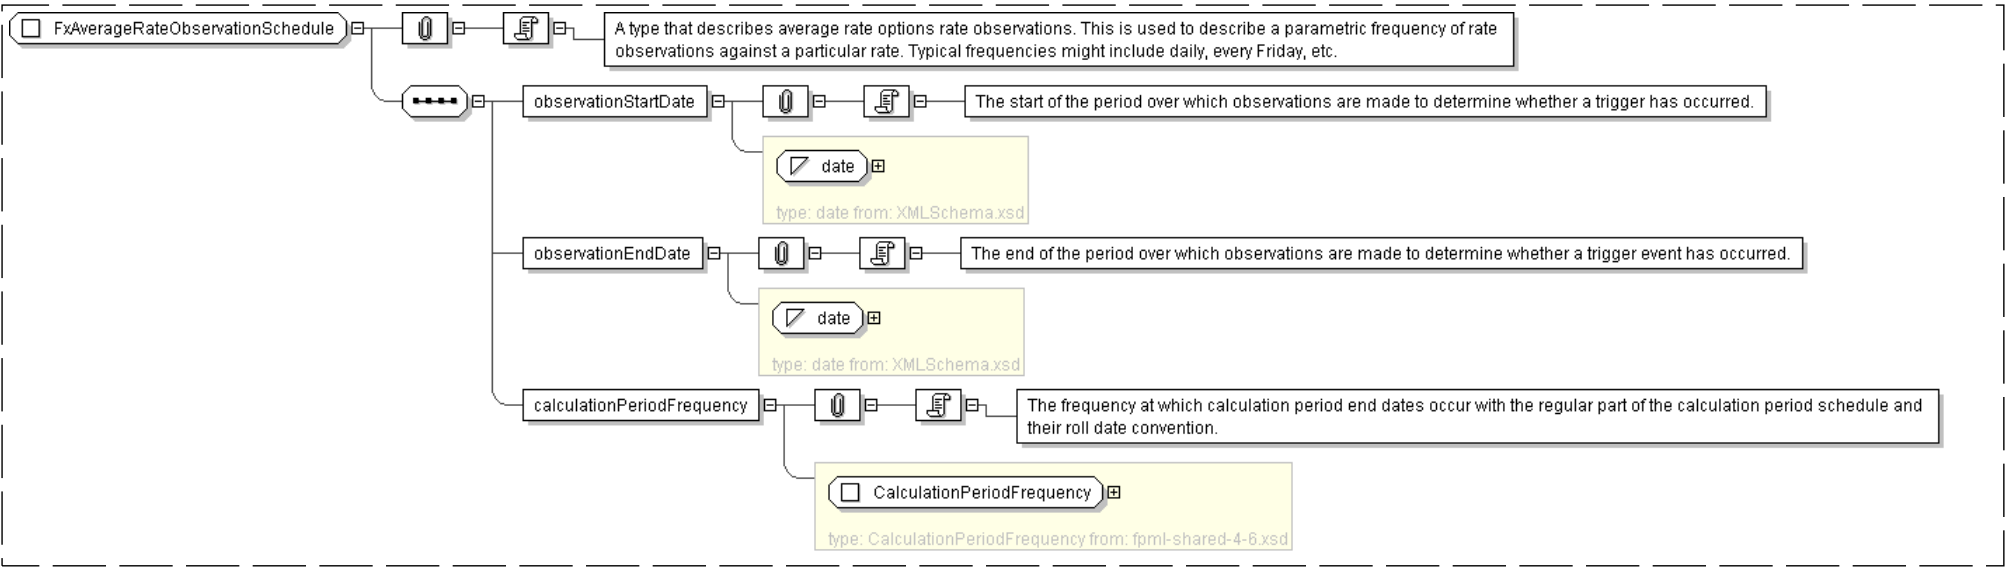 FxAverageRateObservationSchedule
A type that describes average rate options rate observations. This is used to describe a parametric frequency of rate
observations against a particular rate. Typical frequencies might include daily, every Friday, etc.
observationStartDate
The start of the period over which observations are made to determine whether a trigger has occurred.
date
type: date from: XMLSchema.xsd
observationEndDate
The end of the period over which observations are made to determine whether a trigger event has occurred.
date
type: date from: XMLSchema.xsd
calculationPeriodFrequency
The frequency at which calculation period end dates occur with the regular part of the calculation period schedule and
their roll date convention.
CalculationPeriodFrequency
type: CalculationPeriodFrequency from: fpml-shared-4-6.xsd